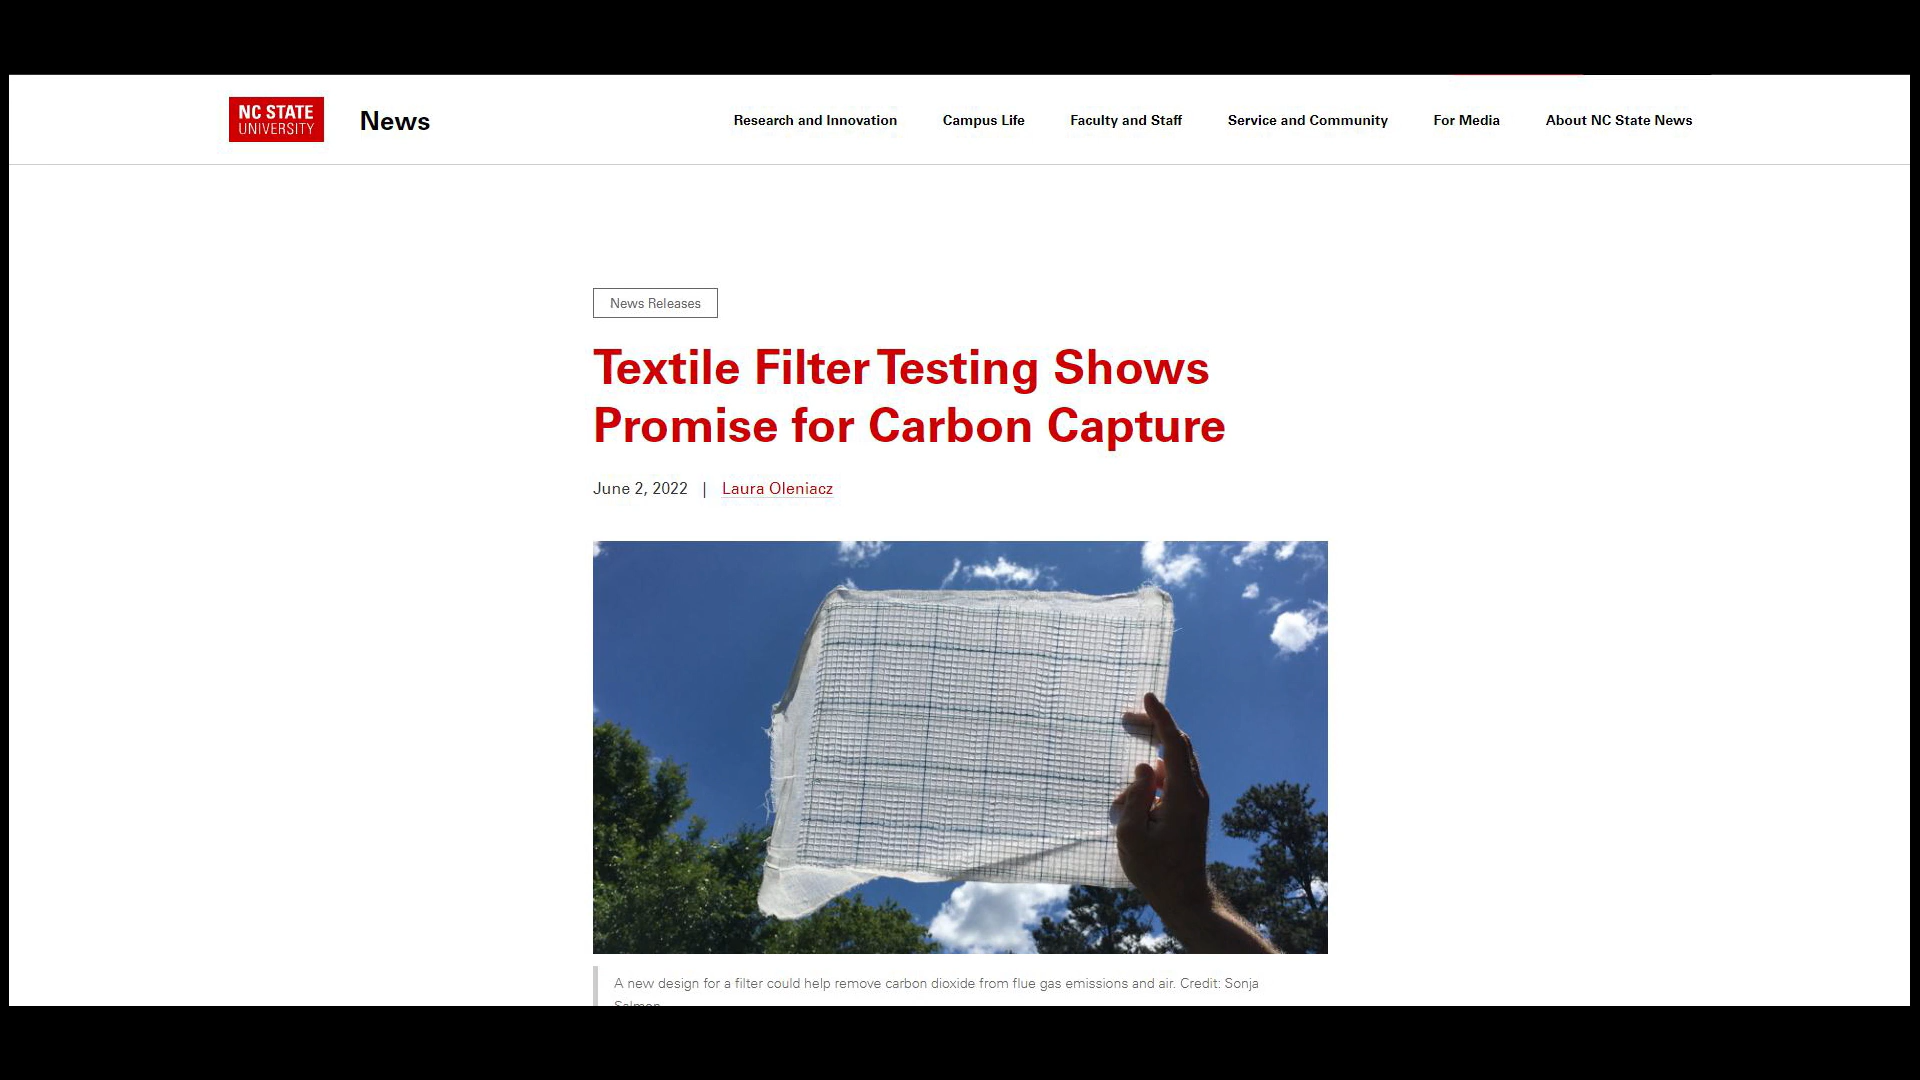 NC STATE
UNIVERSITY
News
Research and Innovation
Campus Life
Faculty and Staff
Service and Community
For Media
About NC State News
News Releases
Textile Filter Testing Shows
Promise for Carbon Capture
June 2, 2022 | Laura Oleniacz
A new design for a filter could help remove carbon dioxide from flue gas emissions and air. Credit: Sonja